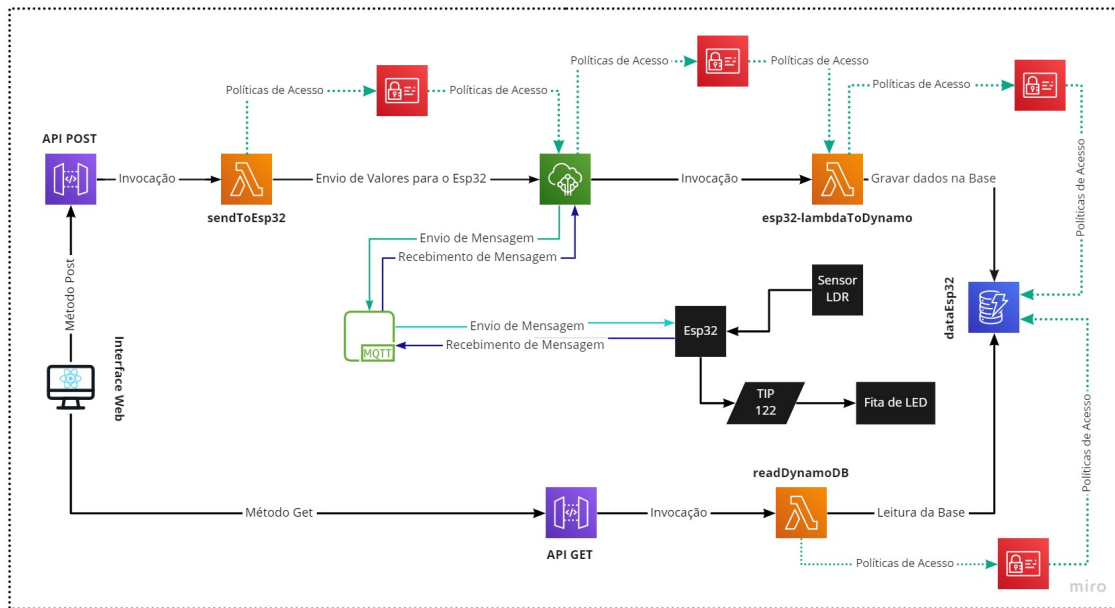 Políticas de Acesso
Políticas de Acesso
Políticas de Acesso
Políticas de Acesso
Políticas de Acesso
Políticas de Acesso
API POST
Invocação
Envio de Valores para o Esp32
Invocação
Gravar dados na Base
sendToEsp32
esp32-lambdaToDynamo
Envio de Mensagem
Recebimento de Mensagem
Método Post
Sensor
LDR
dataEsp32
Envio de Mensagem
Recebimento de Mensagem
Esp32
MQTT
Interface Web
TIP
122
Fita de LED
Políticas de Acesso
readDynamoDB
Método Get
Invocação
Leitura da Base
API GET
Políticas de Acesso
miro